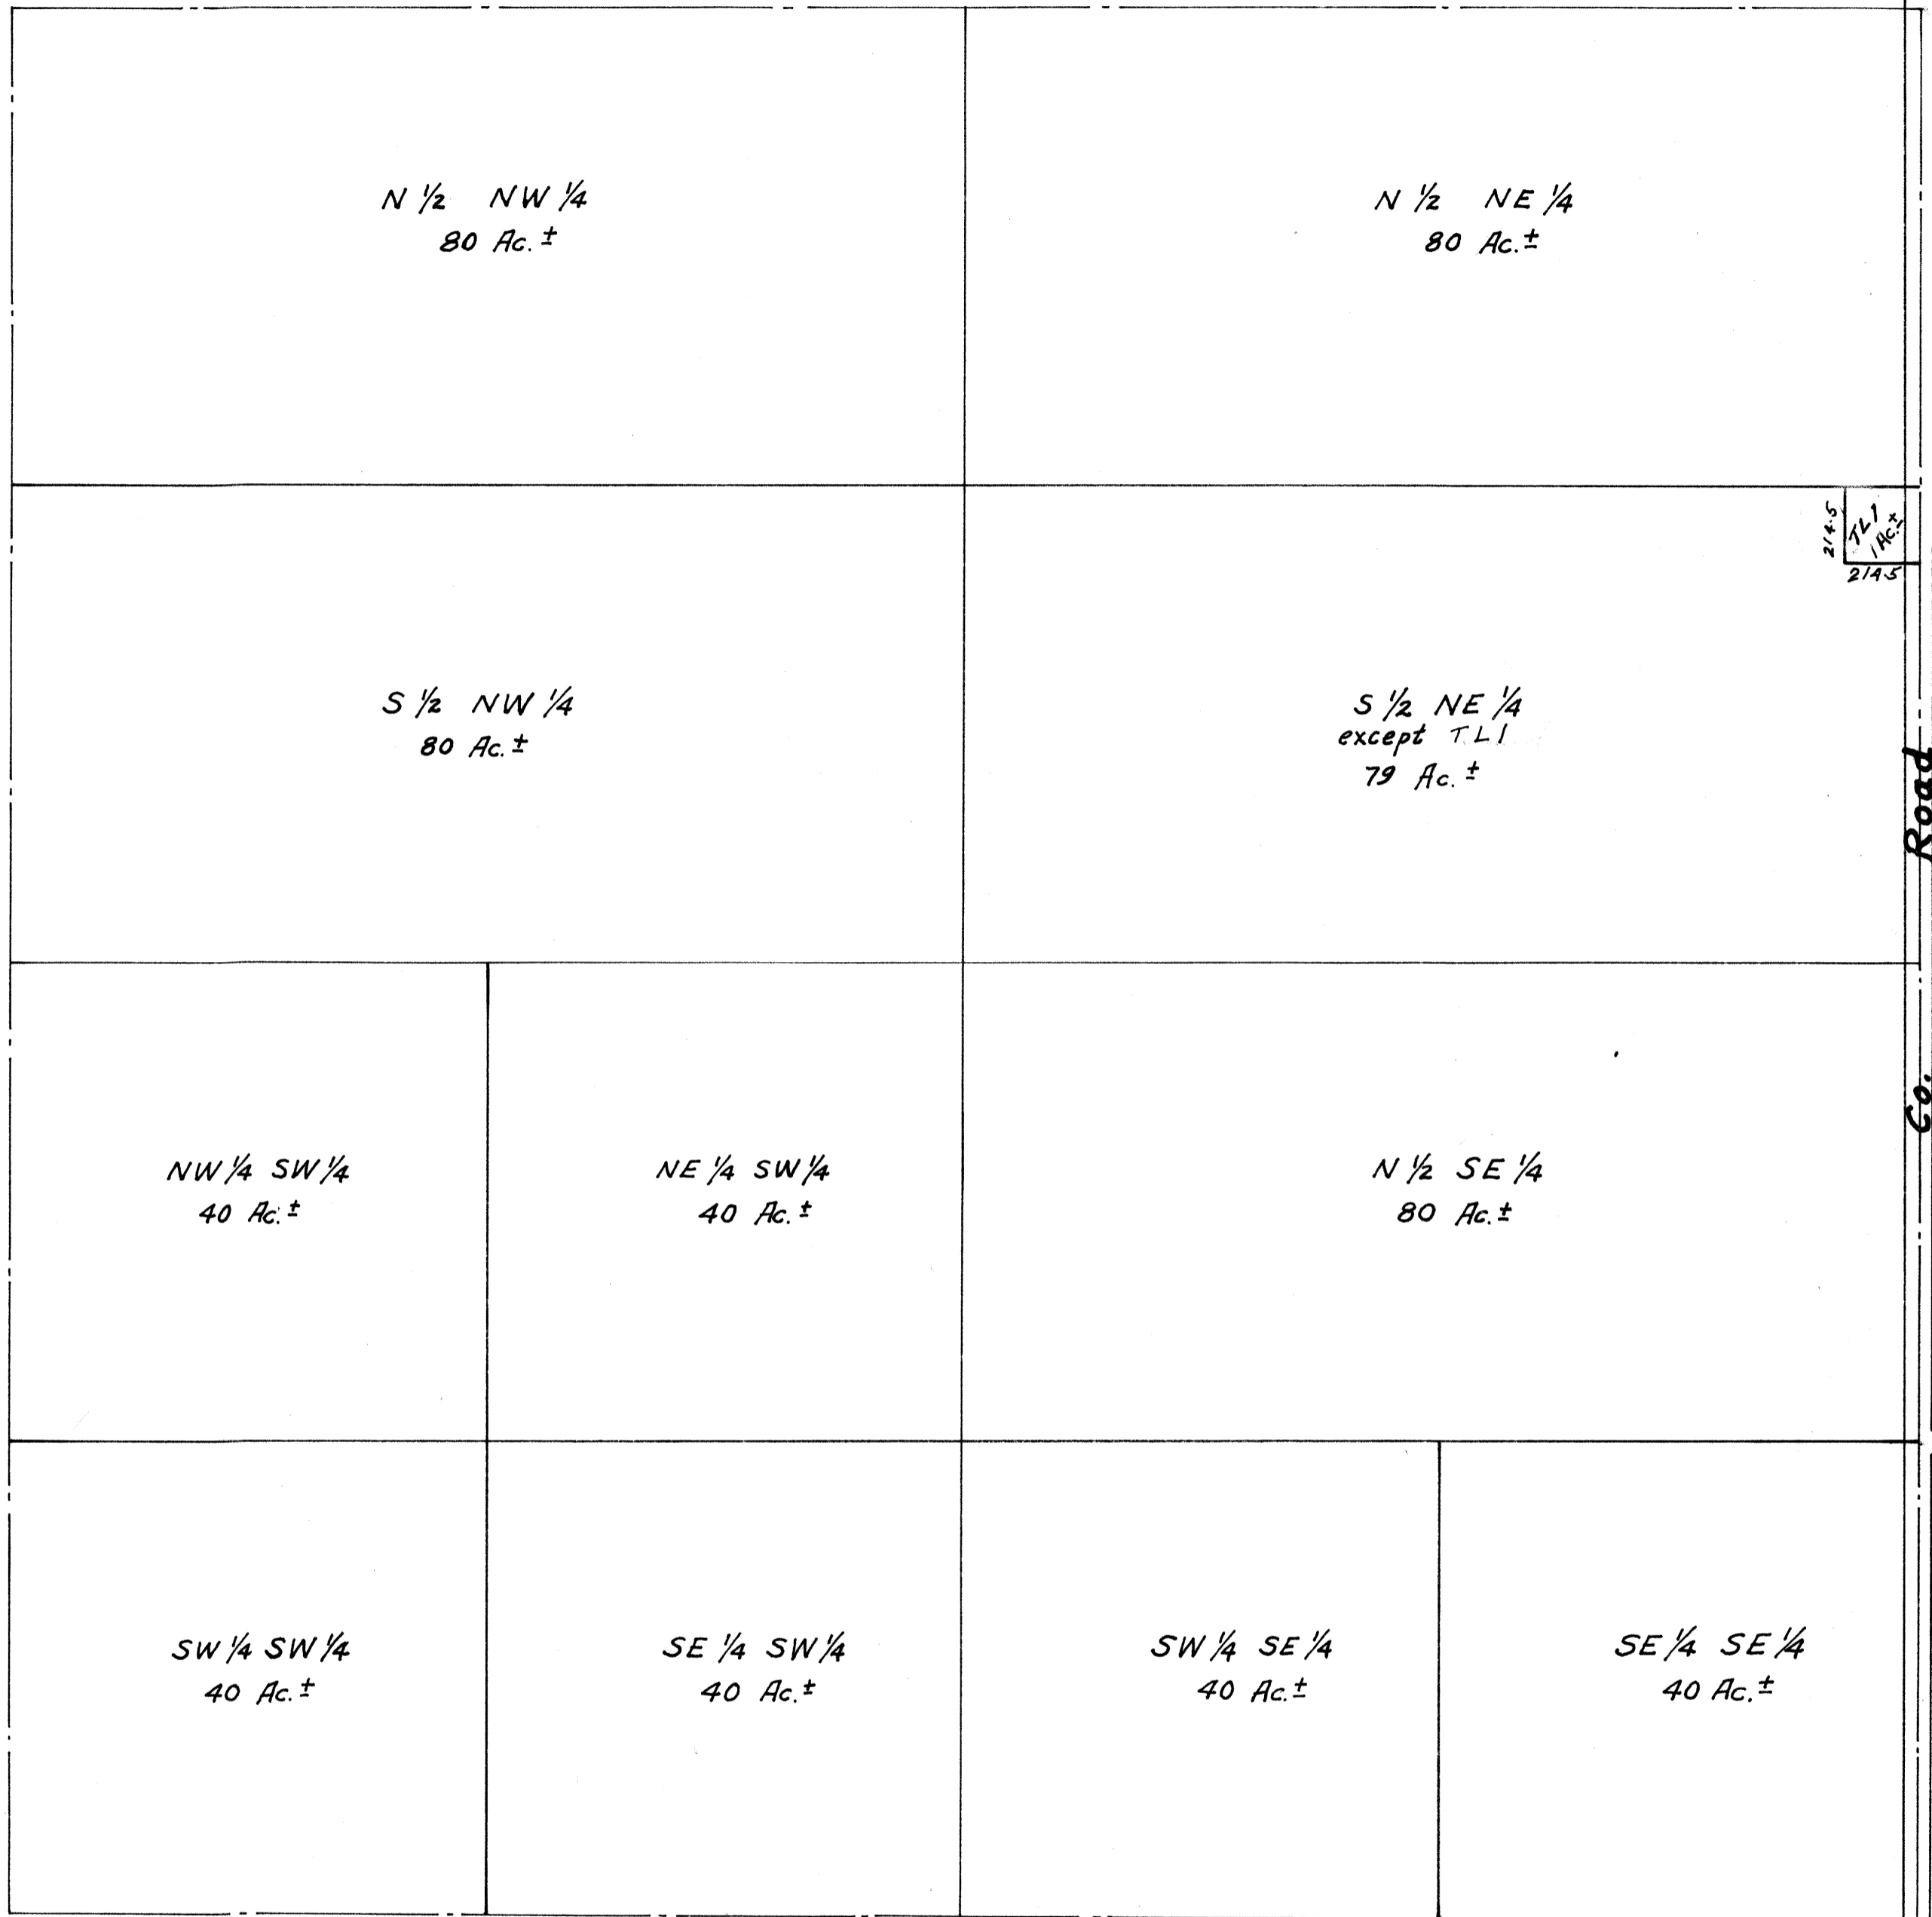 N 1/2 NW 1/4
80 Ac. ±
N 1/2 NE 1/4
80 Ac. ±
214.5
TL1
1 Ac. ±
214.5
S 1/2 NW 1/4
80 Ac. ±
S 1/2 NE 1/4
except TL1
79 Ac. ±
Co. Road
NW 1/4 SW 1/4
40 Ac. ±
NE 1/4 SW 1/4
40 Ac. ±
N 1/2 SE 1/4
80 Ac. ±
SW 1/4 SW 1/4
40 Ac. ±
SE 1/4 SW 1/4
40 Ac. ±
SW 1/4 SE 1/4
40 Ac. ±
SE 1/4 SE 1/4
40 Ac. ±